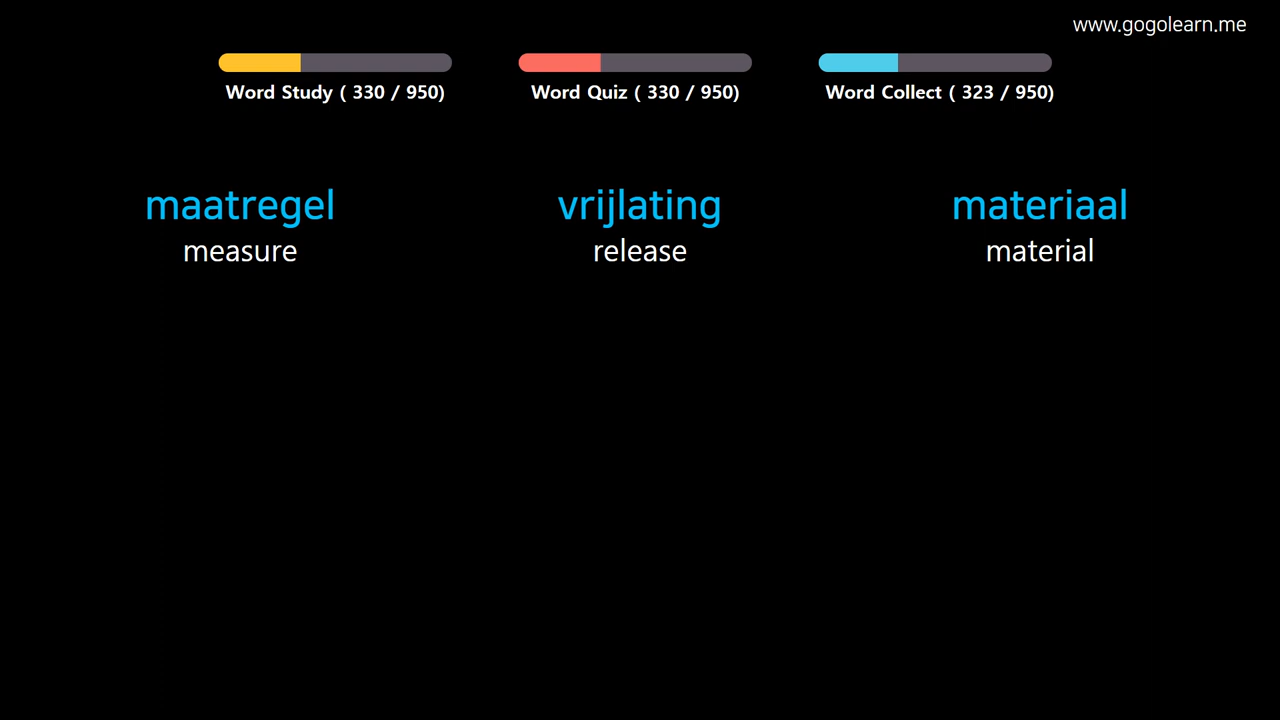 www.gogolearn.me
Word Study ( 330 / 950)
Word Quiz ( 330 / 950)
Word Collect ( 323 / 950)
maatregel
measure
vrijlating
release
materiaal
material